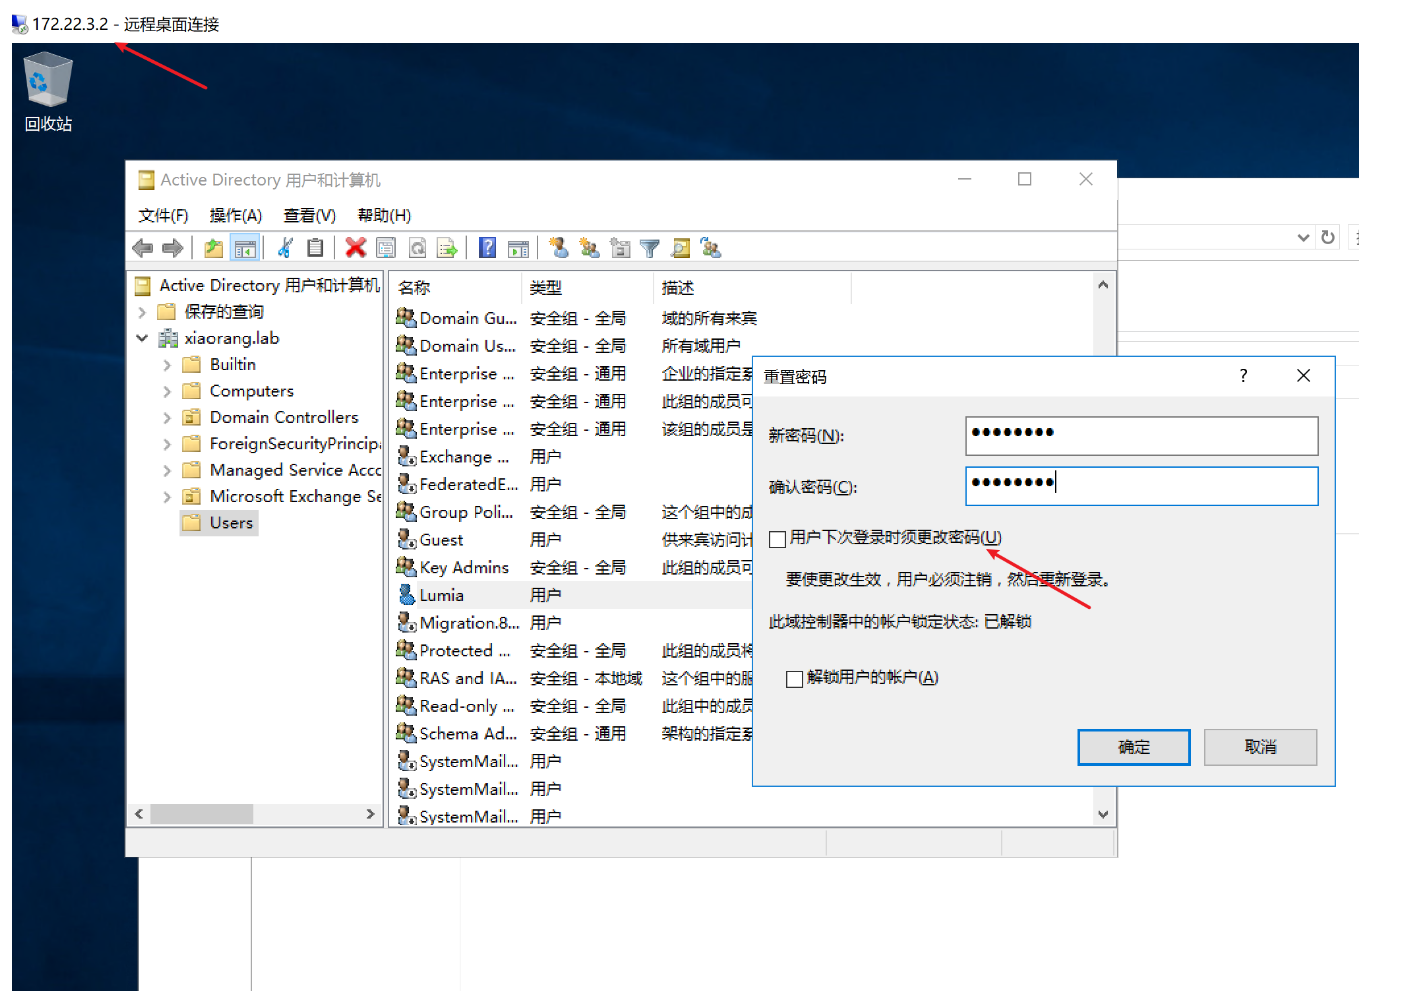 172.22.3.2 - 远程桌面连接
回收站
Active Directory 用户和计算机
文件(F) 操作(A) 查看(V) 帮助(H)
Active Directory 用户和计算机
保存的查询
xiaorang.lab
Builtin
Computers
Domain Controllers
ForeignSecurityPrincipa
Managed Service Acco
Microsoft Exchange Se
Users
名称 类型 描述
Domain Gu... 安全组 - 全局 域的所有来宾
Domain Us... 安全组 - 全局 所有域用户
Enterprise ... 安全组 - 通用 企业的指定系
Enterprise ... 安全组 - 通用 此组的成员可
Enterprise ... 安全组 - 通用 该组的成员是
Exchange ... 用户
FederatedE... 用户
Group Poli... 安全组 - 全局 这个组中的成
Guest 用户 供来宾访问计
Key Admins 安全组 - 全局 此组的成员可
Lumia 用户
Migration.8... 用户
Protected ... 安全组 - 全局 此组的成员将
RAS and IA... 安全组 - 本地域 这个组中的服
Read-only ... 安全组 - 全局 此组中的成员
Schema Ad... 安全组 - 通用 架构的指定系
SystemMail... 用户
SystemMail... 用户
SystemMail... 用户
重置密码
新密码(N):
确认密码(C):
用户下次登录时须更改密码(U)
要使更改生效，用户必须注销，然后重新登录。
此域控制器中的帐户锁定状态: 已解锁
解锁用户的帐户(A)
确定 取消